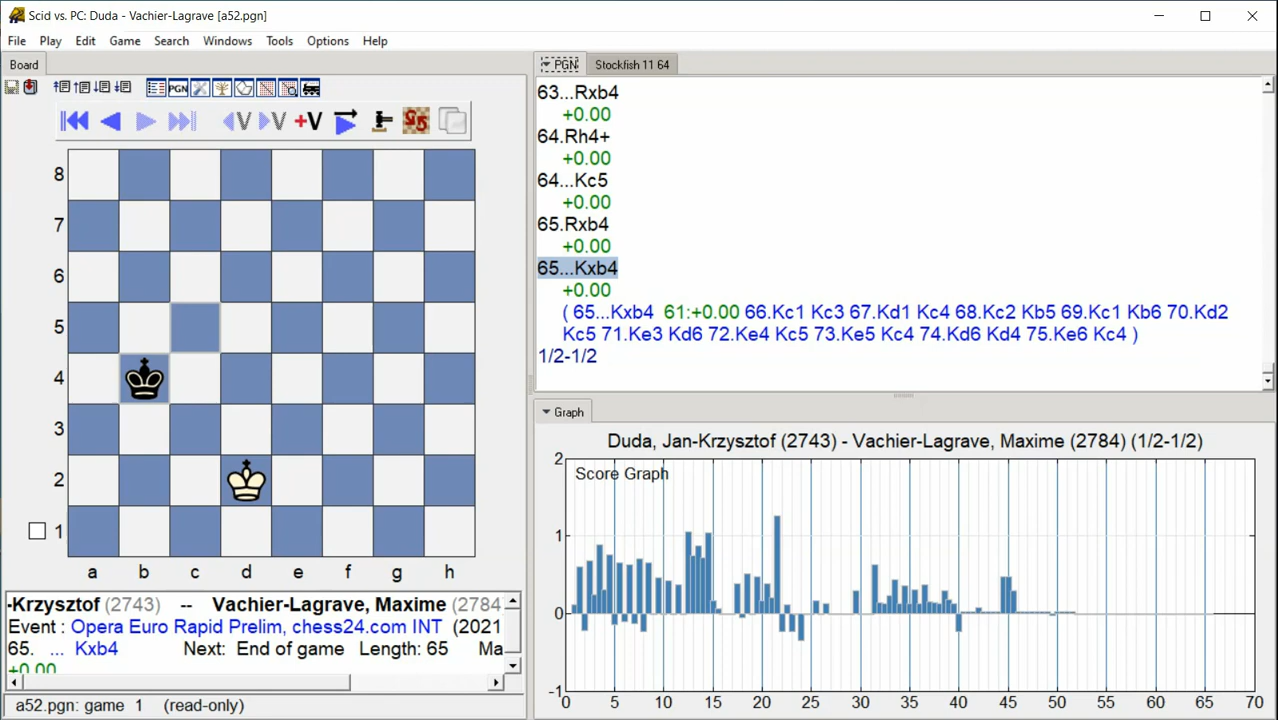 Scid vs. PC: Duda - Vachier-Lagrave [a52.pgn]
File Play Edit Game Search Windows Tools Options Help
Board
PGN
+V
8
7
6
5
4
3
2
1
a b c d e f g h
-Krzysztof (2743) -- Vachier-Lagrave, Maxime (2784
Event : Opera Euro Rapid Prelim, chess24.com INT (2021
65. ... Kxb4 Next: End of game Length: 65 Ma
+0.00
a52.pgn: game 1 (read-only)
PGN Stockfish 11 64
63...Rxb4
+0.00
64.Rh4+
+0.00
64...Kc5
+0.00
65.Rxb4
+0.00
65...Kxb4
+0.00
( 65...Kxb4 61:+0.00 66.Kc1 Kc3 67.Kd1 Kc4 68.Kc2 Kb5 69.Kc1 Kb6 70.Kd2
Kc5 71.Ke3 Kd6 72.Ke4 Kc5 73.Ke5 Kc4 74.Kd6 Kd4 75.Ke6 Kc4 )
1/2-1/2
Graph
Duda, Jan-Krzysztof (2743) - Vachier-Lagrave, Maxime (2784) (1/2-1/2)
Score Graph
2
1
0
-1
0 5 10 15 20 25 30 35 40 45 50 55 60 65 70